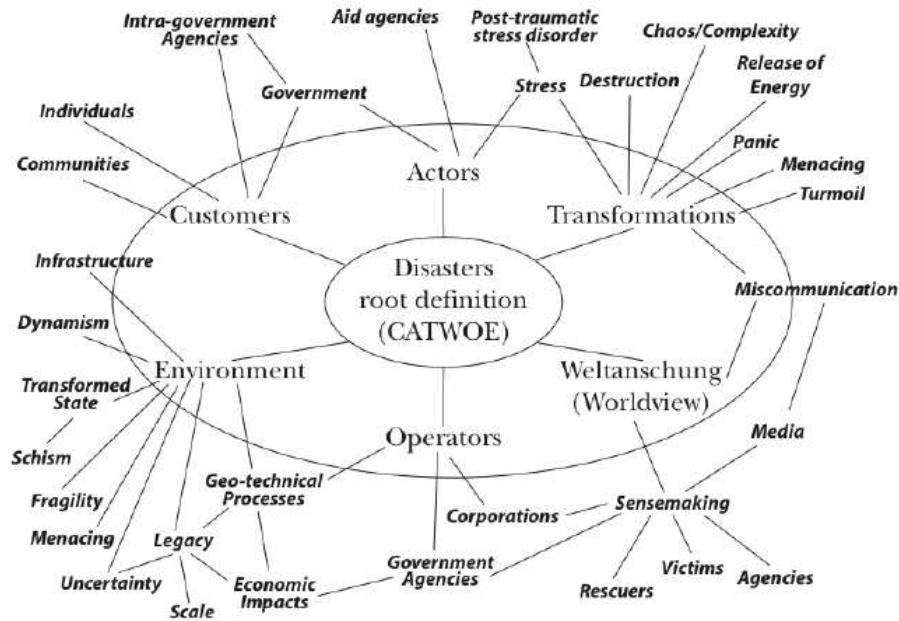 Intra-government
Agencies
Aid agencies
Post-traumatic
stress disorder
Chaos/Complexity
Release of
Energy
Government
Stress
Destruction
Individuals
Panic
Communities
Actors
Menacing
Turmoil
Customers
Transformations
Infrastructure
Disasters
root definition
(CATWOE)
Miscommunication
Dynamism
Environment
Weltanschung
(Worldview)
Transformed
State
Operators
Media
Schism
Fragility
Geo-technical
Processes
Corporations
Sensemaking
Menacing
Legacy
Government
Agencies
Uncertainty
Economic
Impacts
Scale
Rescuers
Victims
Agencies